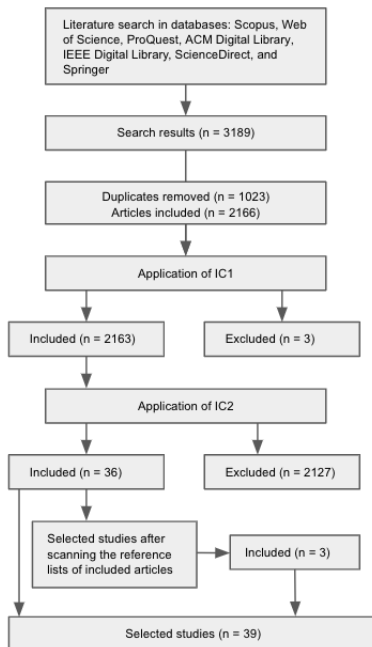 Literature search in databases: Scopus, Web
of Science, ProQuest, ACM Digital Library,
IEEE Digital Library, ScienceDirect, and
Springer
Search results (n = 3189)
Duplicates removed (n = 1023)
Articles included (n = 2166)
Application of IC1
Included (n = 2163)
Excluded (n = 3)
Application of IC2
Included (n = 36)
Excluded (n = 2127)
Selected studies after
scanning the reference
lists of included articles
Included (n = 3)
Selected studies (n = 39)